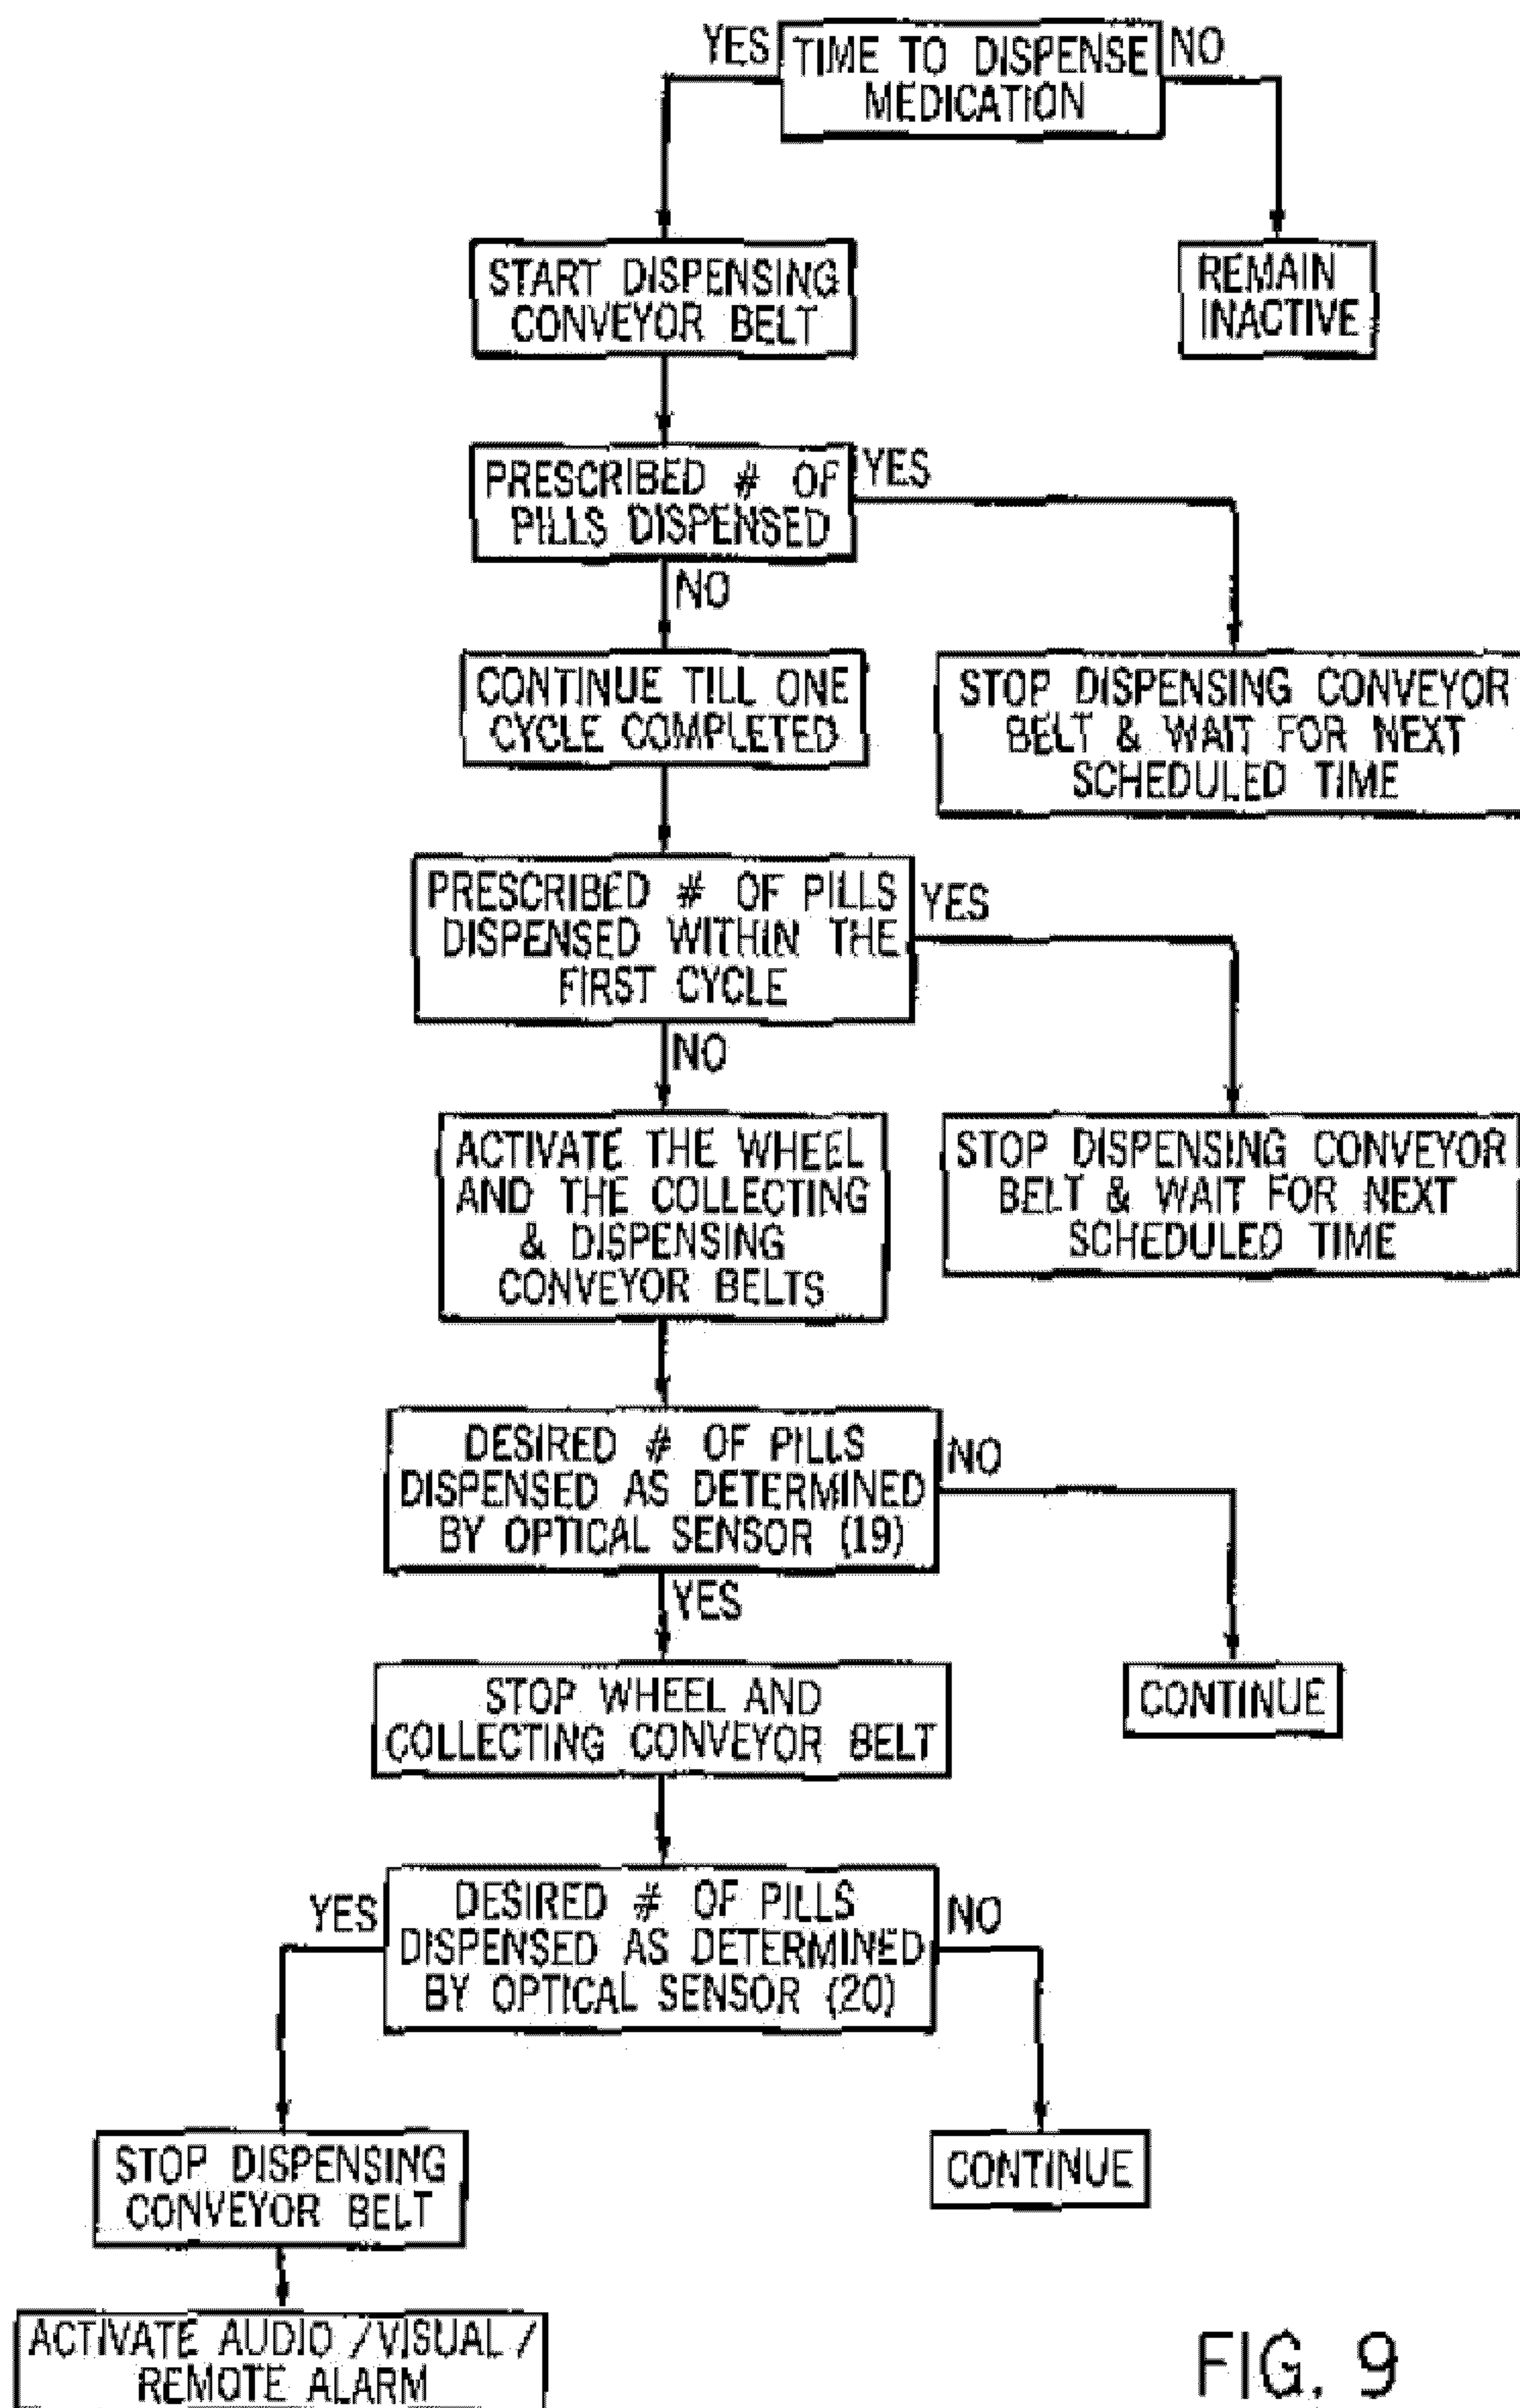 YES
TIME TO DISPENSE
MEDICATION
NO
START DISPENSING
CONVEYOR BELT
REMAIN
INACTIVE
PRESCRIBED # OF
PILLS DISPENSED
YES
NO
CONTINUE TILL ONE
CYCLE COMPLETED
STOP DISPENSING CONVEYOR
BELT & WAIT FOR NEXT
SCHEDULED TIME
PRESCRIBED # OF PILLS
DISPENSED WITHIN THE
FIRST CYCLE
YES
NO
ACTIVATE THE WHEEL
AND THE COLLECTING
& DISPENSING
CONVEYOR BELTS
STOP DISPENSING CONVEYOR
BELT & WAIT FOR NEXT
SCHEDULED TIME
DESIRED # OF PILLS
DISPENSED AS DETERMINED
BY OPTICAL SENSOR (19)
NO
YES
STOP WHEEL AND
COLLECTING CONVEYOR BELT
CONTINUE
YES
DESIRED # OF PILLS
DISPENSED AS DETERMINED
BY OPTICAL SENSOR (20)
NO
STOP DISPENSING
CONVEYOR BELT
CONTINUE
ACTIVATE AUDIO / VISUAL /
REMOTE ALARM
FIG. 9